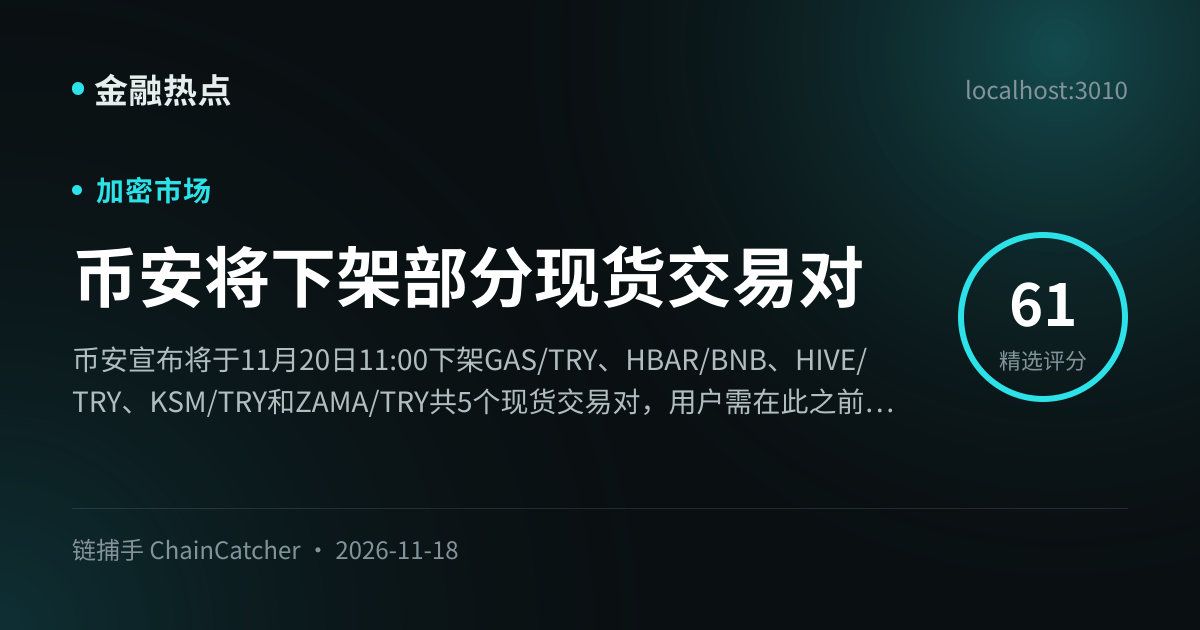 金融热点
localhost:3010
加密市场
币安将下架部分现货交易对
币安宣布将于11月20日11:00下架GAS/TRY、HBAR/BNB、HIVE/
TRY、KSM/TRY和ZAMA/TRY共5个现货交易对，用户需在此之前…
61
精选评分
链捕手 ChainCatcher · 2026-11-18